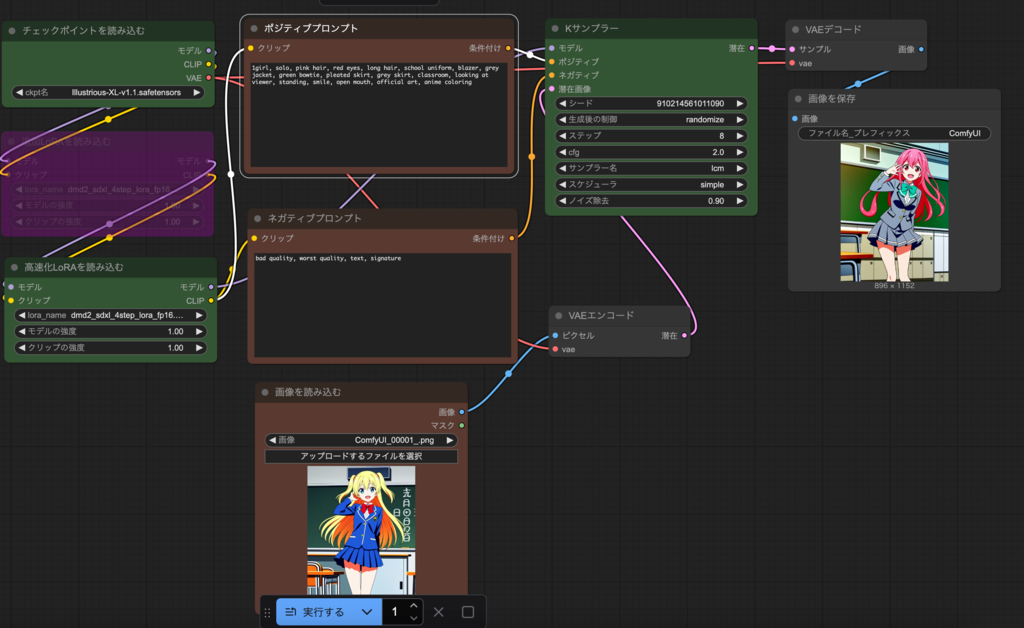 チェックポイントを読み込む
モデル
CLIP
VAE
ckpt名 Illustrious-XL-v1.1.safetensors
LoRAを読み込む
モデル モデル
クリップ CLIP
lora_name dmd2_sdxl_4step_lora_fp16....
モデルの強度 1.00
クリップの強度 1.00
高速化LoRAを読み込む
モデル モデル
クリップ CLIP
lora_name dmd2_sdxl_4step_lora_fp16....
モデルの強度 1.00
クリップの強度 1.00
ポジティブプロンプト
クリップ 条件付け
1girl, solo, pink hair, red eyes, long hair, school uniform, blazer, grey
jacket, green bowtie, pleated skirt, grey skirt, classroom, looking at
viewer, standing, smile, open mouth, official art, anime coloring
ネガティブプロンプト
クリップ 条件付け
bad quality, worst quality, text, signature
画像を読み込む
画像
マスク
画像 ComfyUI_00001_.png
アップロードするファイルを選択
実行する 1
Kサンプラー
モデル 潜在
ポジティブ
ネガティブ
潜在画像
シード 910214561011090
生成後の制御 randomize
ステップ 8
cfg 2.0
サンプラー名 lcm
スケジューラ simple
ノイズ除去 0.90
VAEエンコード
ピクセル 潜在
vae
VAEデコード
サンプル 画像
vae
画像を保存
画像
ファイル名_プレフィックス ComfyUI
896 × 1152